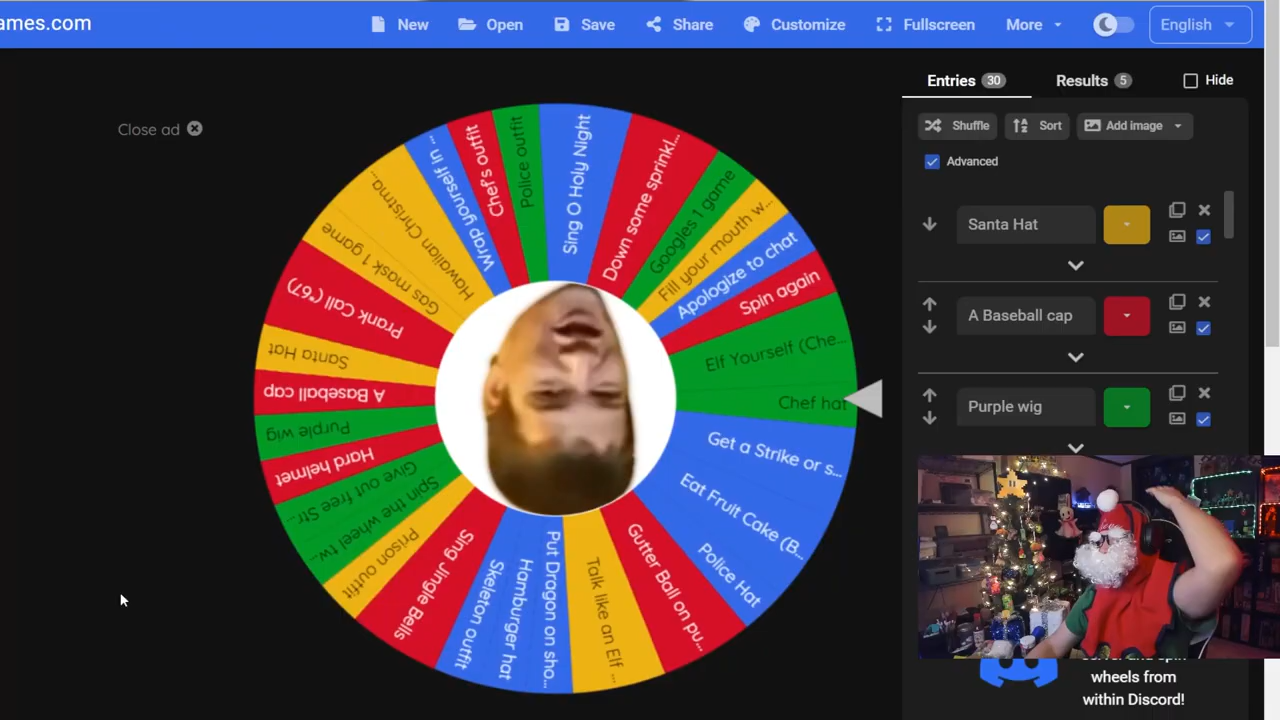 ames.com
New
Open
Save
Share
Customize
Fullscreen
More
English
Close ad
Entries 30
Results 5
Hide
Shuffle
Sort
Add image
Advanced
Santa Hat
A Baseball cap
Purple wig
wheels from
within Discord!
Sing O Holy Night
Down some sprinkl...
Googles 1 game
Fill your mouth w...
Apologize to chat
Spin again
Elf Yourself (Che...
Chef hat
Get a Strike or s...
Eat Fruit Cake (B...
Police Hat
Gutter Ball on pu...
Talk like an Elf ...
Put Dragon on sho...
Hamburger hat
Skeleton outfit
Sing Jingle Bells
Prison outfit
Spin the wheel tw...
Give out free Str...
Hard helmet
Purple wig
A Baseball cap
Santa Hat
Prank Call (*67)
Gas mask 1 game
Hawaiian Christma...
Wrap yourself in ...
Chef's outfit
Police outfit